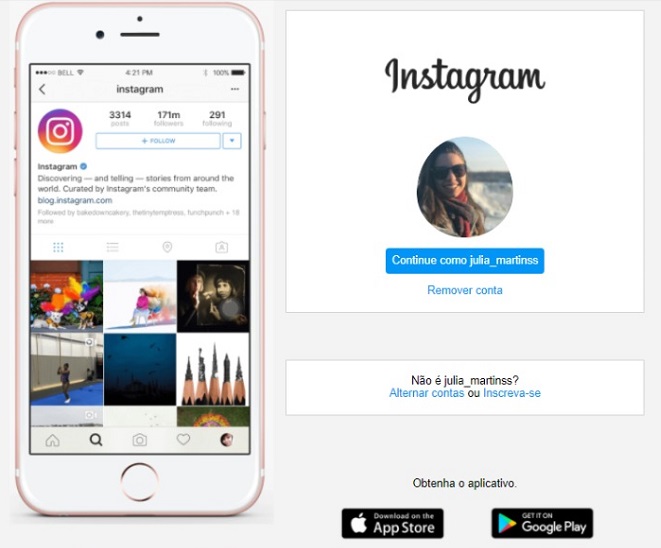 BELL 4:21 PM 100%
instagram
3314 171m 291
posts followers following
+ FOLLOW
Instagram
Discovering — and telling — stories from around the
world. Curated by Instagram's community team.
blog.instagram.com
Followed by bakedowncakery, thetinytemptress, funchpunch + 18
more
Instagram
Continue como julia_martinss
Remover conta
Não é julia_martinss?
Alternar contas ou Inscreva-se
Obtenha o aplicativo.
Download on the
App Store
GET IT ON
Google Play